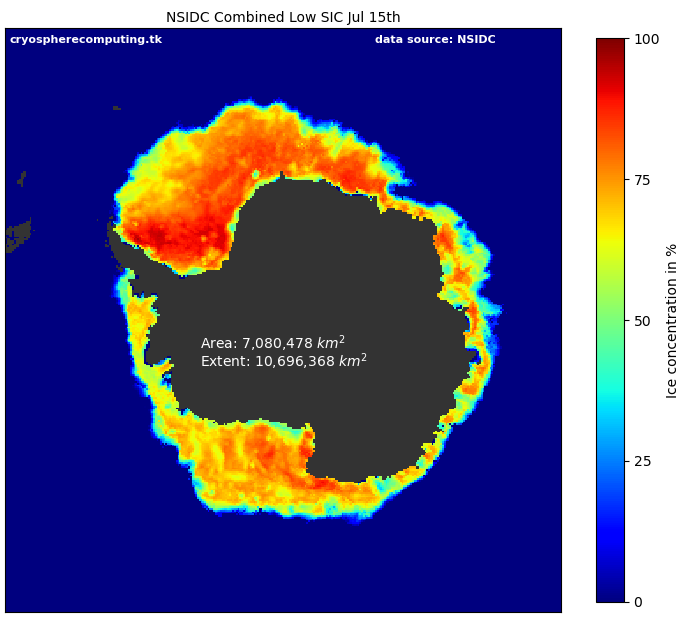 NSIDC Combined Low SIC Jul 15th
cryospherecomputing.tk
data source: NSIDC
Area: 7,080,478 km²
Extent: 10,696,368 km²
100
75
50
25
0
Ice concentration in %